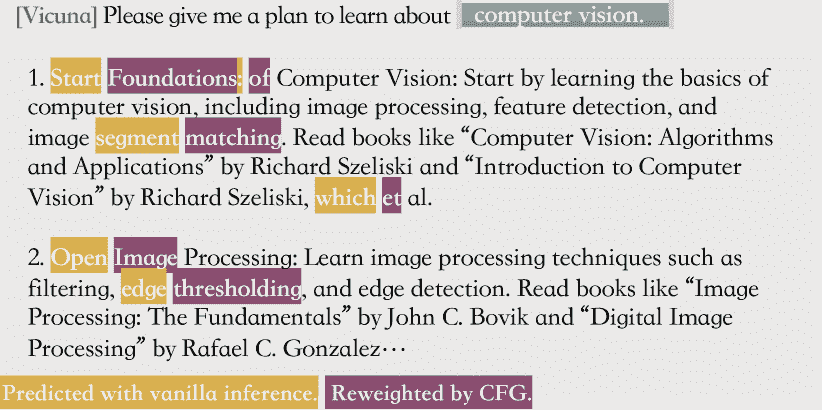 [Vicuna] Please give me a plan to learn about computer vision.
1. Start Foundations: of Computer Vision: Start by learning the basics of
computer vision, including image processing, feature detection, and
image segment matching. Read books like “Computer Vision: Algorithms
and Applications” by Richard Szeliski and “Introduction to Computer
Vision” by Richard Szeliski, which et al.
2. Open Image Processing: Learn image processing techniques such as
filtering, edge thresholding, and edge detection. Read books like “Image
Processing: The Fundamentals” by John C. Bovik and “Digital Image
Processing” by Rafael C. Gonzalez···
Predicted with vanilla inference. Reweighted by CFG.